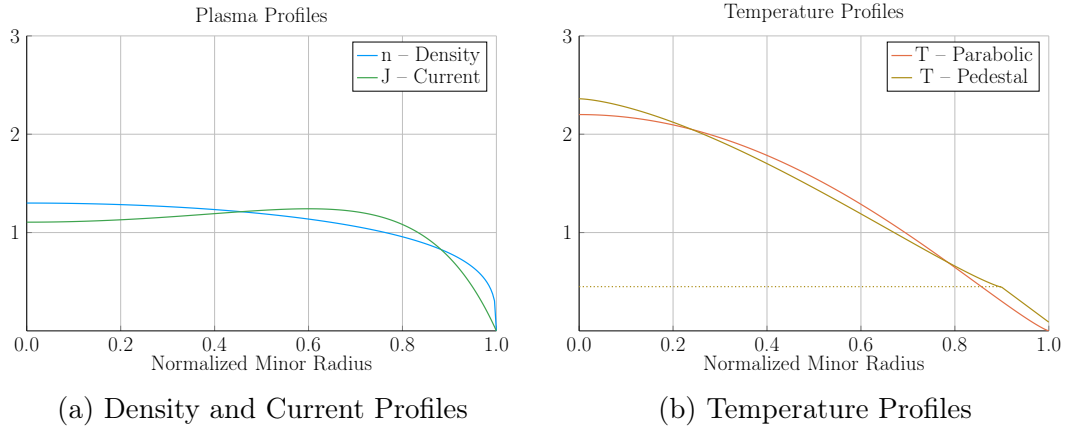 Plasma Profiles
3
2
1
n – Density
J – Current
0.0 0.2 0.4 0.6 0.8 1.0
Normalized Minor Radius
(a) Density and Current Profiles
Temperature Profiles
3
2
1
T – Parabolic
T – Pedestal
0.0 0.2 0.4 0.6 0.8 1.0
Normalized Minor Radius
(b) Temperature Profiles